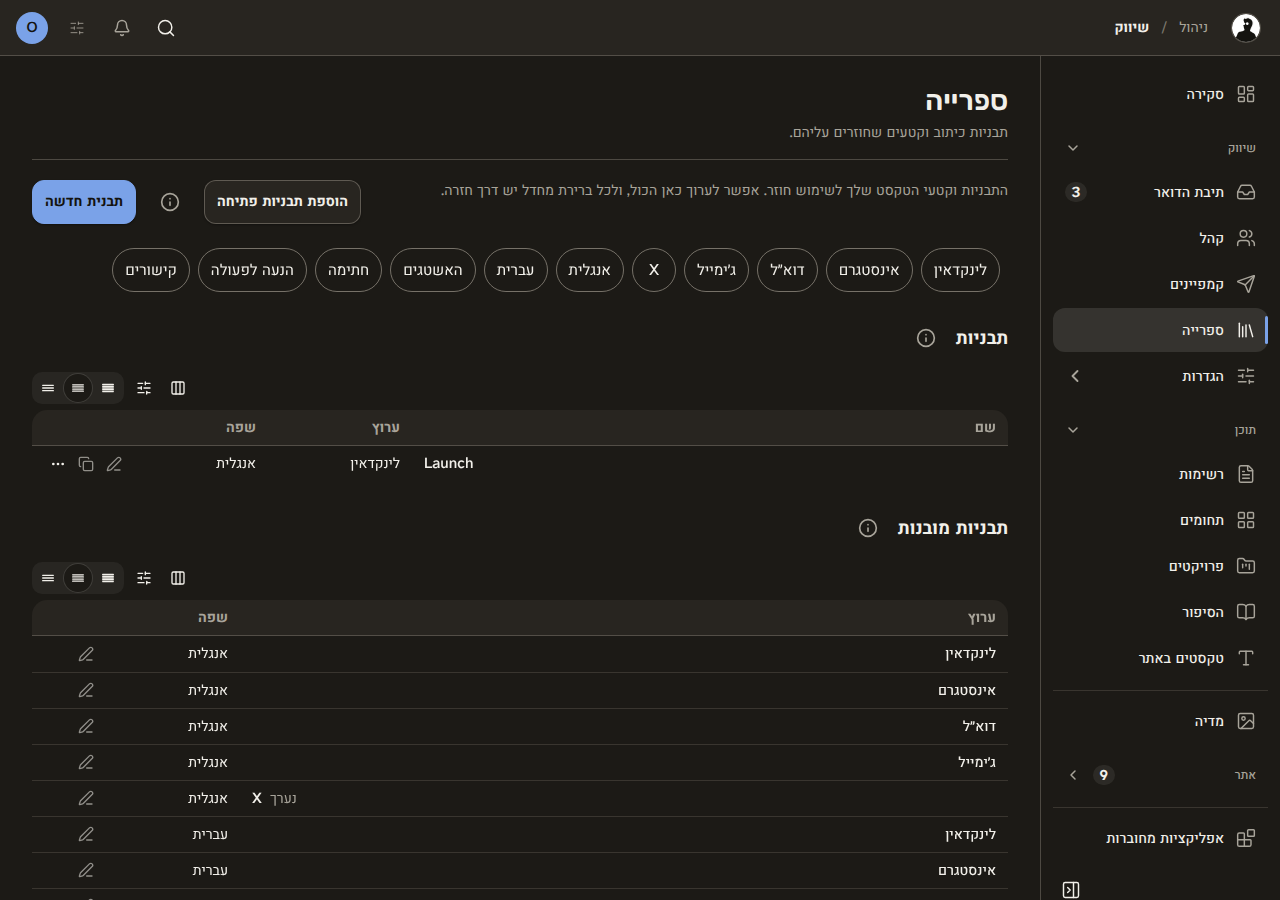 ניהול / שיווק
O
סקירה
שיווק
תיבת הדואר 3
קהל
קמפיינים
ספרייה
הגדרות
תוכן
רשימות
תחומים
פרויקטים
הסיפור
טקסטים באתר
מדיה
אתר 9
אפליקציות מחוברות
ספרייה
תבניות כיתוב וקטעים שחוזרים עליהם.
התבניות וקטעי הטקסט שלך לשימוש חוזר. אפשר לערוך כאן הכול, ולכל ברירת מחדל יש דרך חזרה.
הוספת תבניות פתיחה
תבנית חדשה
לינקדאין אינסטגרם דוא״ל ג׳ימייל X אנגלית עברית האשטגים חתימה הנעה לפעולה קישורים
תבניות
שם ערוץ שפה
Launch לינקדאין אנגלית
תבניות מובנות
ערוץ שפה
לינקדאין אנגלית
אינסטגרם אנגלית
דוא״ל אנגלית
ג׳ימייל אנגלית
נערך X אנגלית
לינקדאין עברית
אינסטגרם עברית